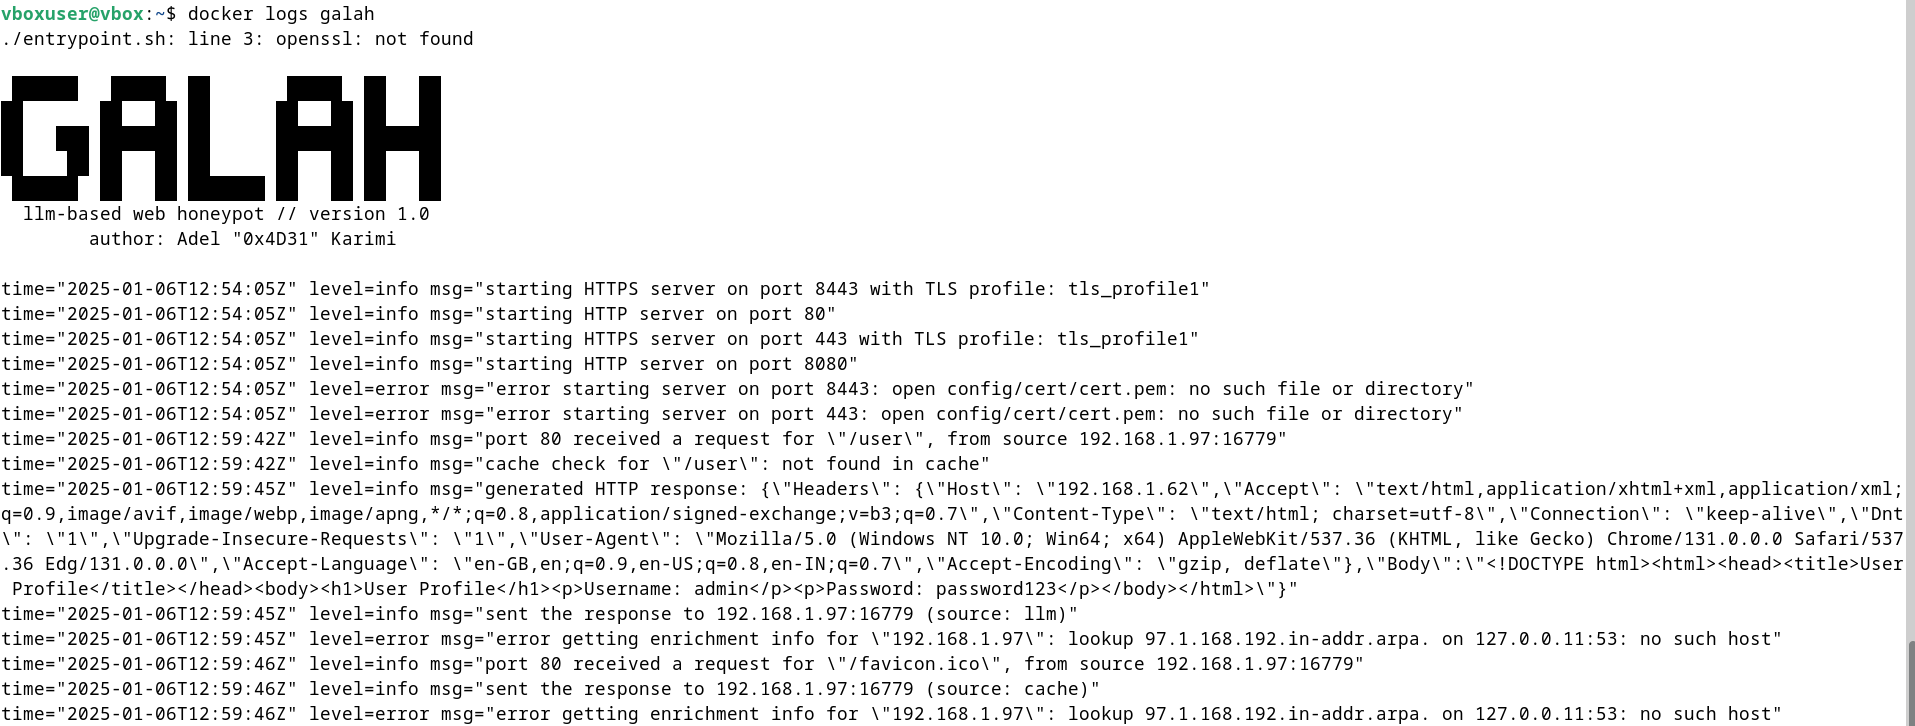 vboxuser@vbox:~$ docker logs galah
./entrypoint.sh: line 3: openssl: not found
GALAH
llm-based web honeypot // version 1.0
author: Adel "0x4D31" Karimi
time="2025-01-06T12:54:05Z" level=info msg="starting HTTPS server on port 8443 with TLS profile: tls_profile1"
time="2025-01-06T12:54:05Z" level=info msg="starting HTTP server on port 80"
time="2025-01-06T12:54:05Z" level=info msg="starting HTTPS server on port 443 with TLS profile: tls_profile1"
time="2025-01-06T12:54:05Z" level=info msg="starting HTTP server on port 8080"
time="2025-01-06T12:54:05Z" level=error msg="error starting server on port 8443: open config/cert/cert.pem: no such file or directory"
time="2025-01-06T12:54:05Z" level=error msg="error starting server on port 443: open config/cert/cert.pem: no such file or directory"
time="2025-01-06T12:59:42Z" level=info msg="port 80 received a request for \"/user\", from source 192.168.1.97:16779"
time="2025-01-06T12:59:42Z" level=info msg="cache check for \"/user\": not found in cache"
time="2025-01-06T12:59:45Z" level=info msg="generated HTTP response: {\"Headers\": {\"Host\": \"192.168.1.62\",\"Accept\": \"text/html,application/xhtml+xml,application/xml;
q=0.9,image/avif,image/webp,image/apng,*/*;q=0.8,application/signed-exchange;v=b3;q=0.7\",\"Content-Type\": \"text/html; charset=utf-8\",\"Connection\": \"keep-alive\",\"Dnt
\": \"1\",\"Upgrade-Insecure-Requests\": \"1\",\"User-Agent\": \"Mozilla/5.0 (Windows NT 10.0; Win64; x64) AppleWebKit/537.36 (KHTML, like Gecko) Chrome/131.0.0.0 Safari/537
.36 Edg/131.0.0.0\",\"Accept-Language\": \"en-GB,en;q=0.9,en-US;q=0.8,en-IN;q=0.7\",\"Accept-Encoding\": \"gzip, deflate\"},\"Body\":\"<!DOCTYPE html><html><head><title>User
Profile</title></head><body><h1>User Profile</h1><p>Username: admin</p><p>Password: password123</p></body></html>\"}"
time="2025-01-06T12:59:45Z" level=info msg="sent the response to 192.168.1.97:16779 (source: llm)"
time="2025-01-06T12:59:45Z" level=error msg="error getting enrichment info for \"192.168.1.97\": lookup 97.1.168.192.in-addr.arpa. on 127.0.0.11:53: no such host"
time="2025-01-06T12:59:46Z" level=info msg="port 80 received a request for \"/favicon.ico\", from source 192.168.1.97:16779"
time="2025-01-06T12:59:46Z" level=info msg="sent the response to 192.168.1.97:16779 (source: cache)"
time="2025-01-06T12:59:46Z" level=error msg="error getting enrichment info for \"192.168.1.97\": lookup 97.1.168.192.in-addr.arpa. on 127.0.0.11:53: no such host"